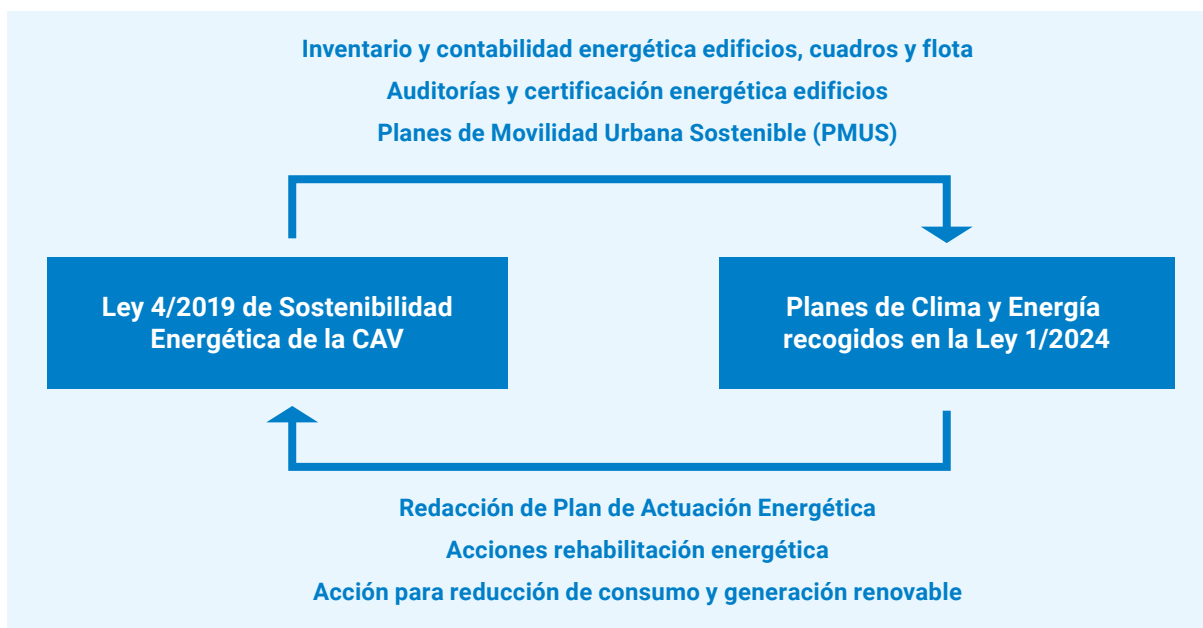 Inventario y contabilidad energética edificios, cuadros y flota
Auditorías y certificación energética edificios
Planes de Movilidad Urbana Sostenible (PMUS)
Ley 4/2019 de Sostenibilidad
Energética de la CAV
Planes de Clima y Energía
recogidos en la Ley 1/2024
Redacción de Plan de Actuación Energética
Acciones rehabilitación energética
Acción para reducción de consumo y generación renovable